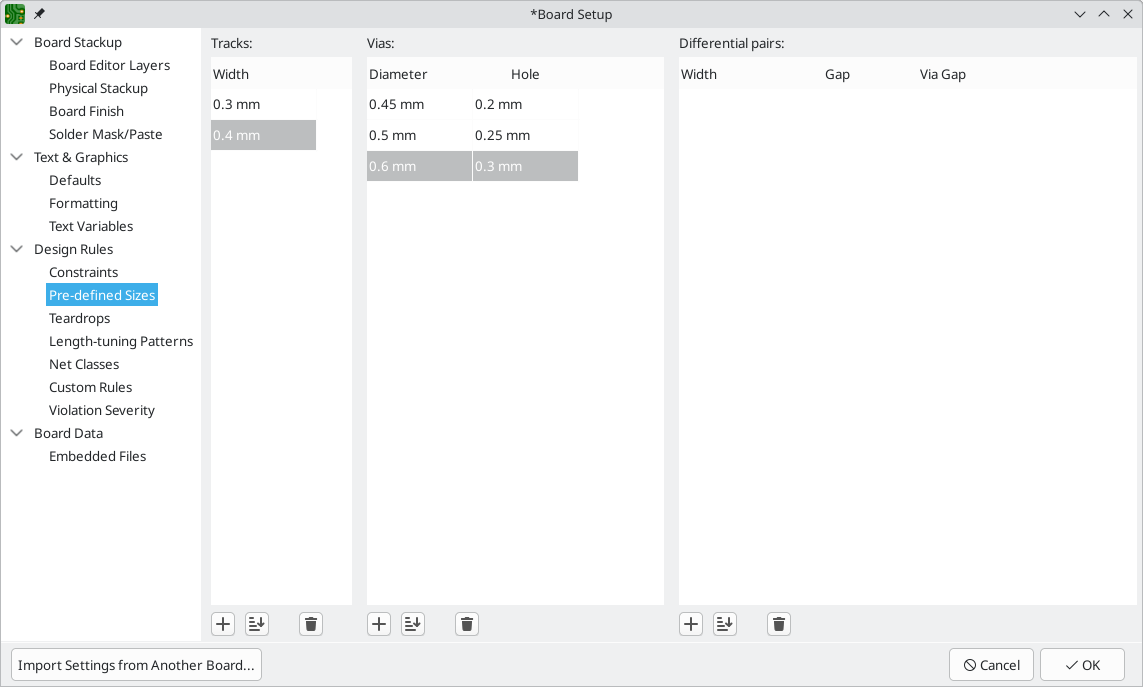 *Board Setup
Board Stackup
Board Editor Layers
Physical Stackup
Board Finish
Solder Mask/Paste
Text & Graphics
Defaults
Formatting
Text Variables
Design Rules
Constraints
Pre-defined Sizes
Teardrops
Length-tuning Patterns
Net Classes
Custom Rules
Violation Severity
Board Data
Embedded Files
Tracks:
Width
0.3 mm
0.4 mm
Vias:
Diameter Hole
0.45 mm 0.2 mm
0.5 mm 0.25 mm
0.6 mm 0.3 mm
Differential pairs:
Width Gap Via Gap
Import Settings from Another Board...
Cancel
OK